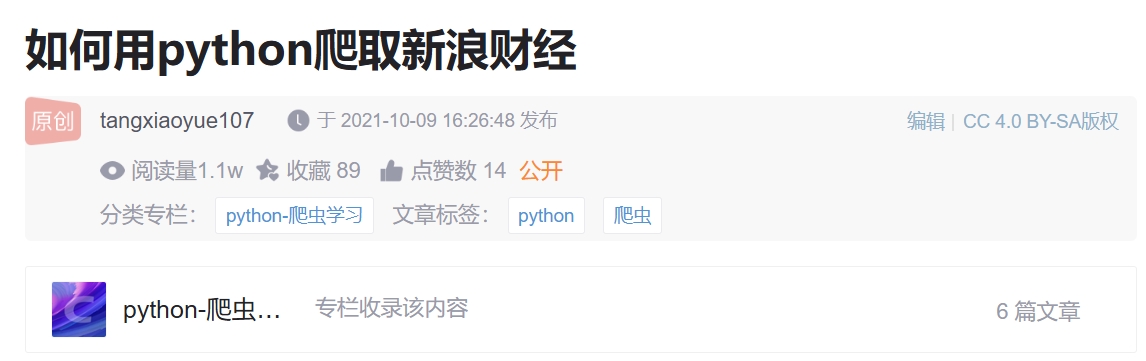 如何用python爬取新浪财经
原创 tangxiaoyue107 于 2021-10-09 16:26:48 发布 编辑 | CC 4.0 BY-SA版权
阅读量1.1w 收藏 89 点赞数 14 公开
分类专栏： python-爬虫学习 文章标签： python 爬虫
C python-爬虫... 专栏收录该内容 6 篇文章